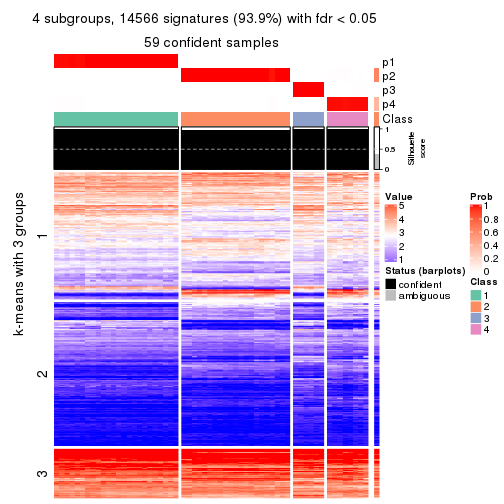 4 subgroups, 14566 signatures (93.9%) with fdr < 0.05
59 confident samples
p1
p2
p3
p4
Class
1
0.5
0
Silhouette
score
k-means with 3 groups
1
2
3
Value
5
4
3
2
1
Status (barplots)
confident
ambiguous
Prob
1
0.8
0.6
0.4
0.2
0
Class
1
2
3
4